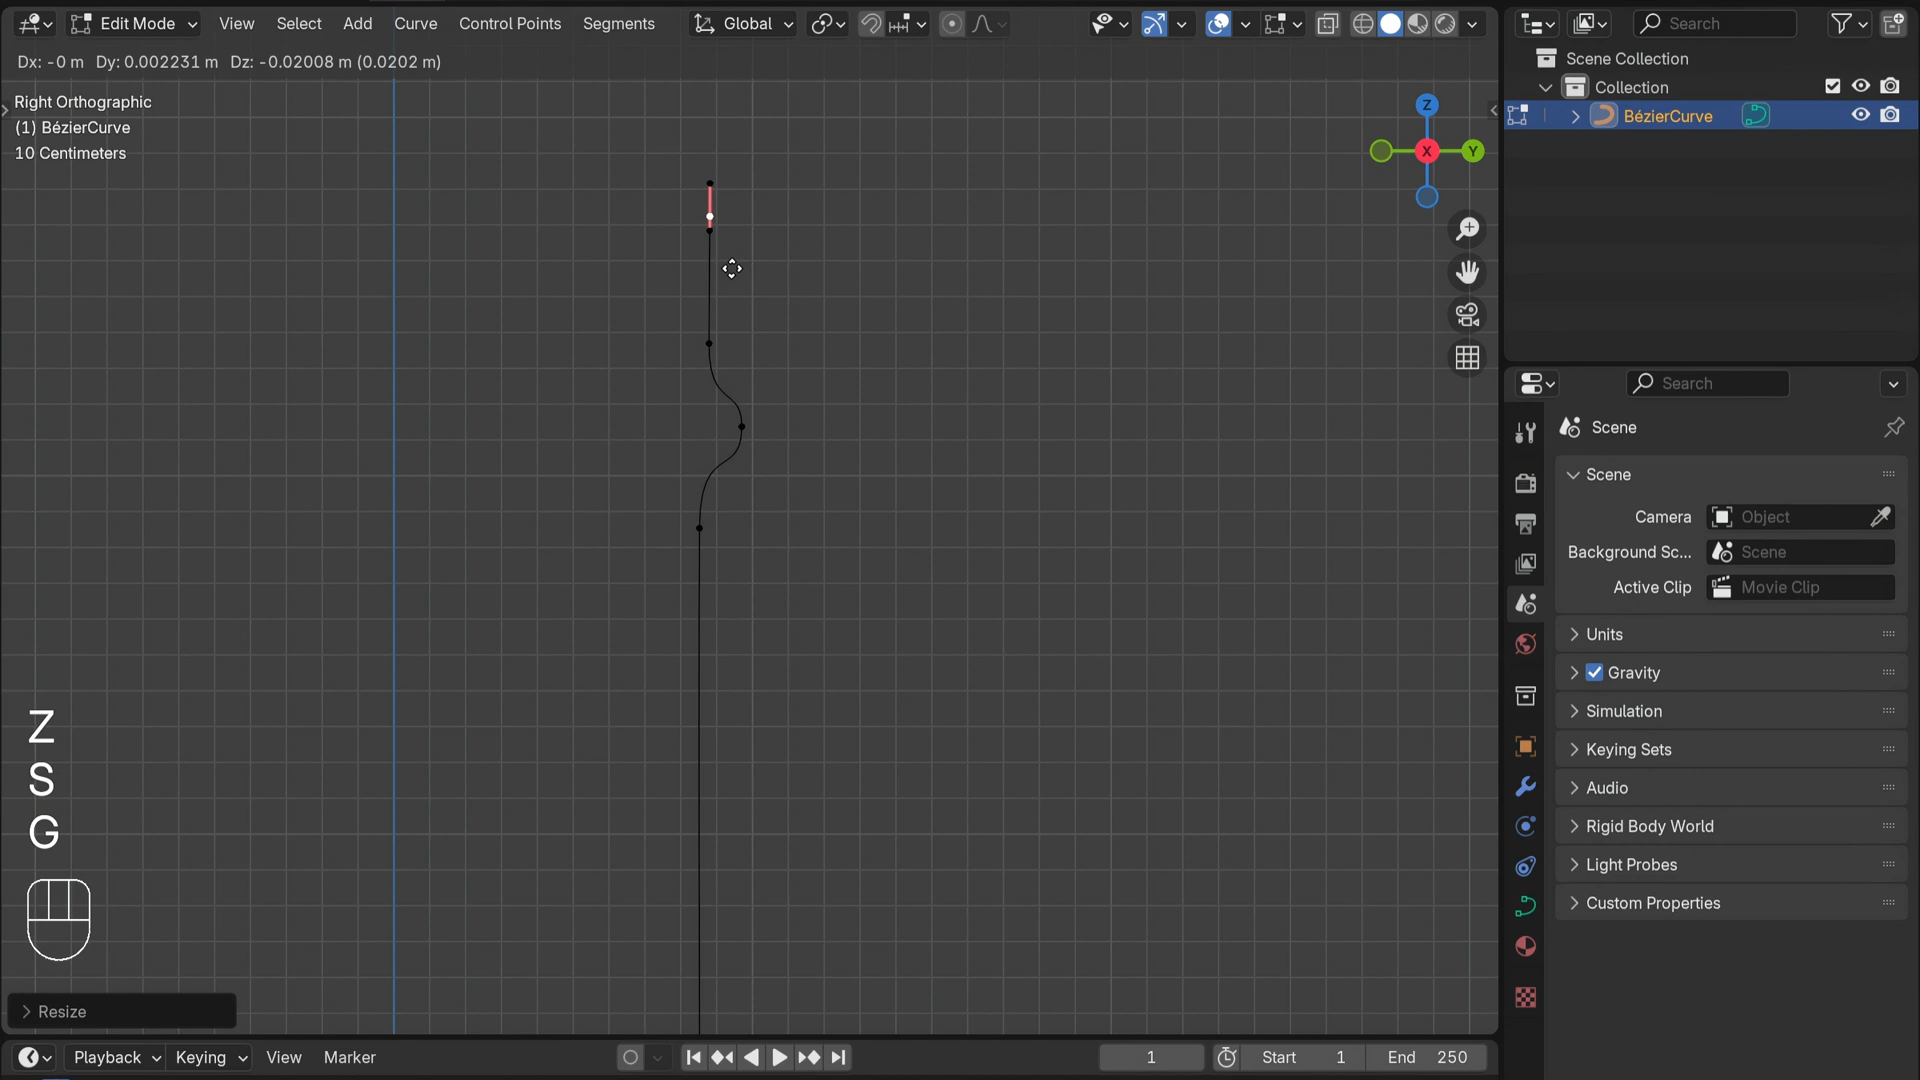 Edit Mode View Select Add Curve Control Points Segments Global
Dx: -0 m Dy: 0.002231 m Dz: -0.02008 m (0.0202 m)
Right Orthographic
(1) BézierCurve
10 Centimeters
Z
X
Y
Z
S
G
Resize
Playback Keying View Marker
1
Start 1
End 250
Search
Scene Collection
Collection
BézierCurve
Search
Scene
Scene
Camera Object
Background Sc... Scene
Active Clip Movie Clip
Units
Gravity
Simulation
Keying Sets
Audio
Rigid Body World
Light Probes
Custom Properties